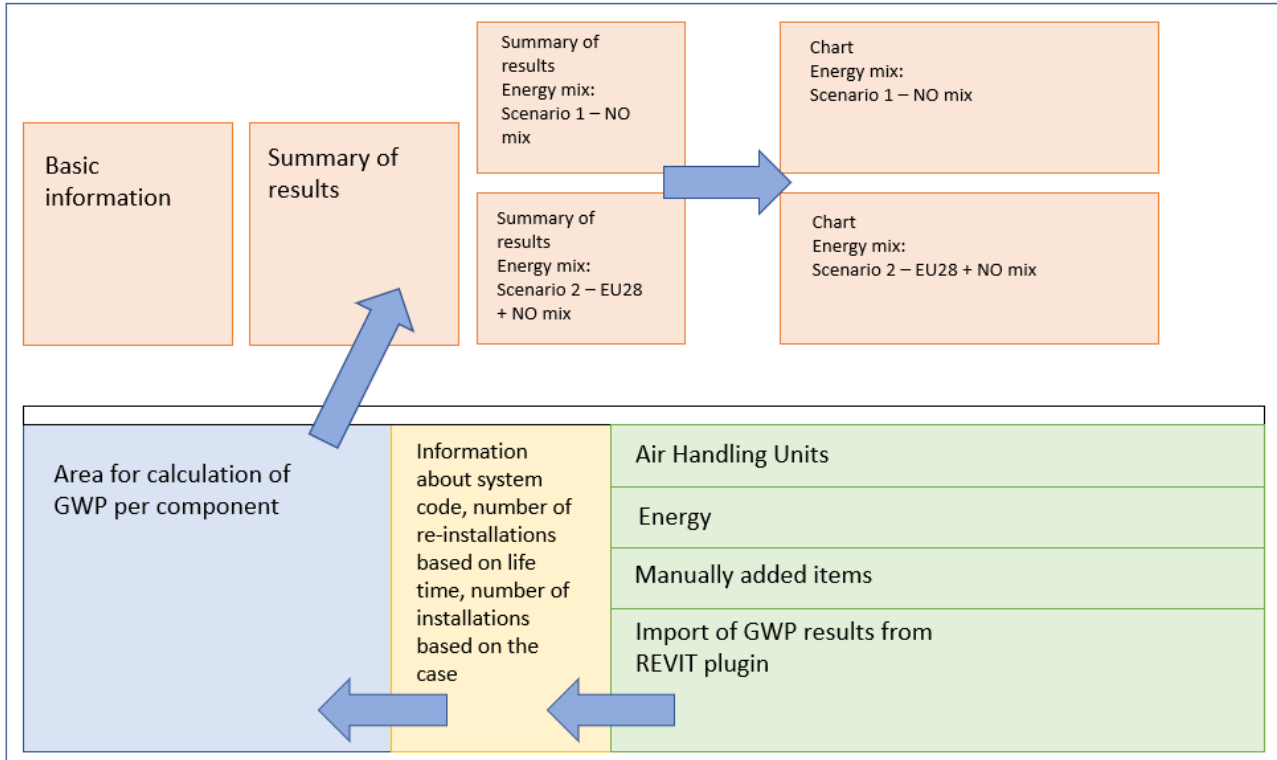 Basic
information
Summary of
results
Summary of
results
Energy mix:
Scenario 1 – NO
mix
Summary of
results
Energy mix:
Scenario 2 – EU28
+ NO mix
Chart
Energy mix:
Scenario 1 – NO mix
Chart
Energy mix:
Scenario 2 – EU28 + NO mix
Area for calculation of
GWP per component
Information
about system
code, number of
re-installations
based on life
time, number of
installations
based on the
case
Air Handling Units
Energy
Manually added items
Import of GWP results from
REVIT plugin